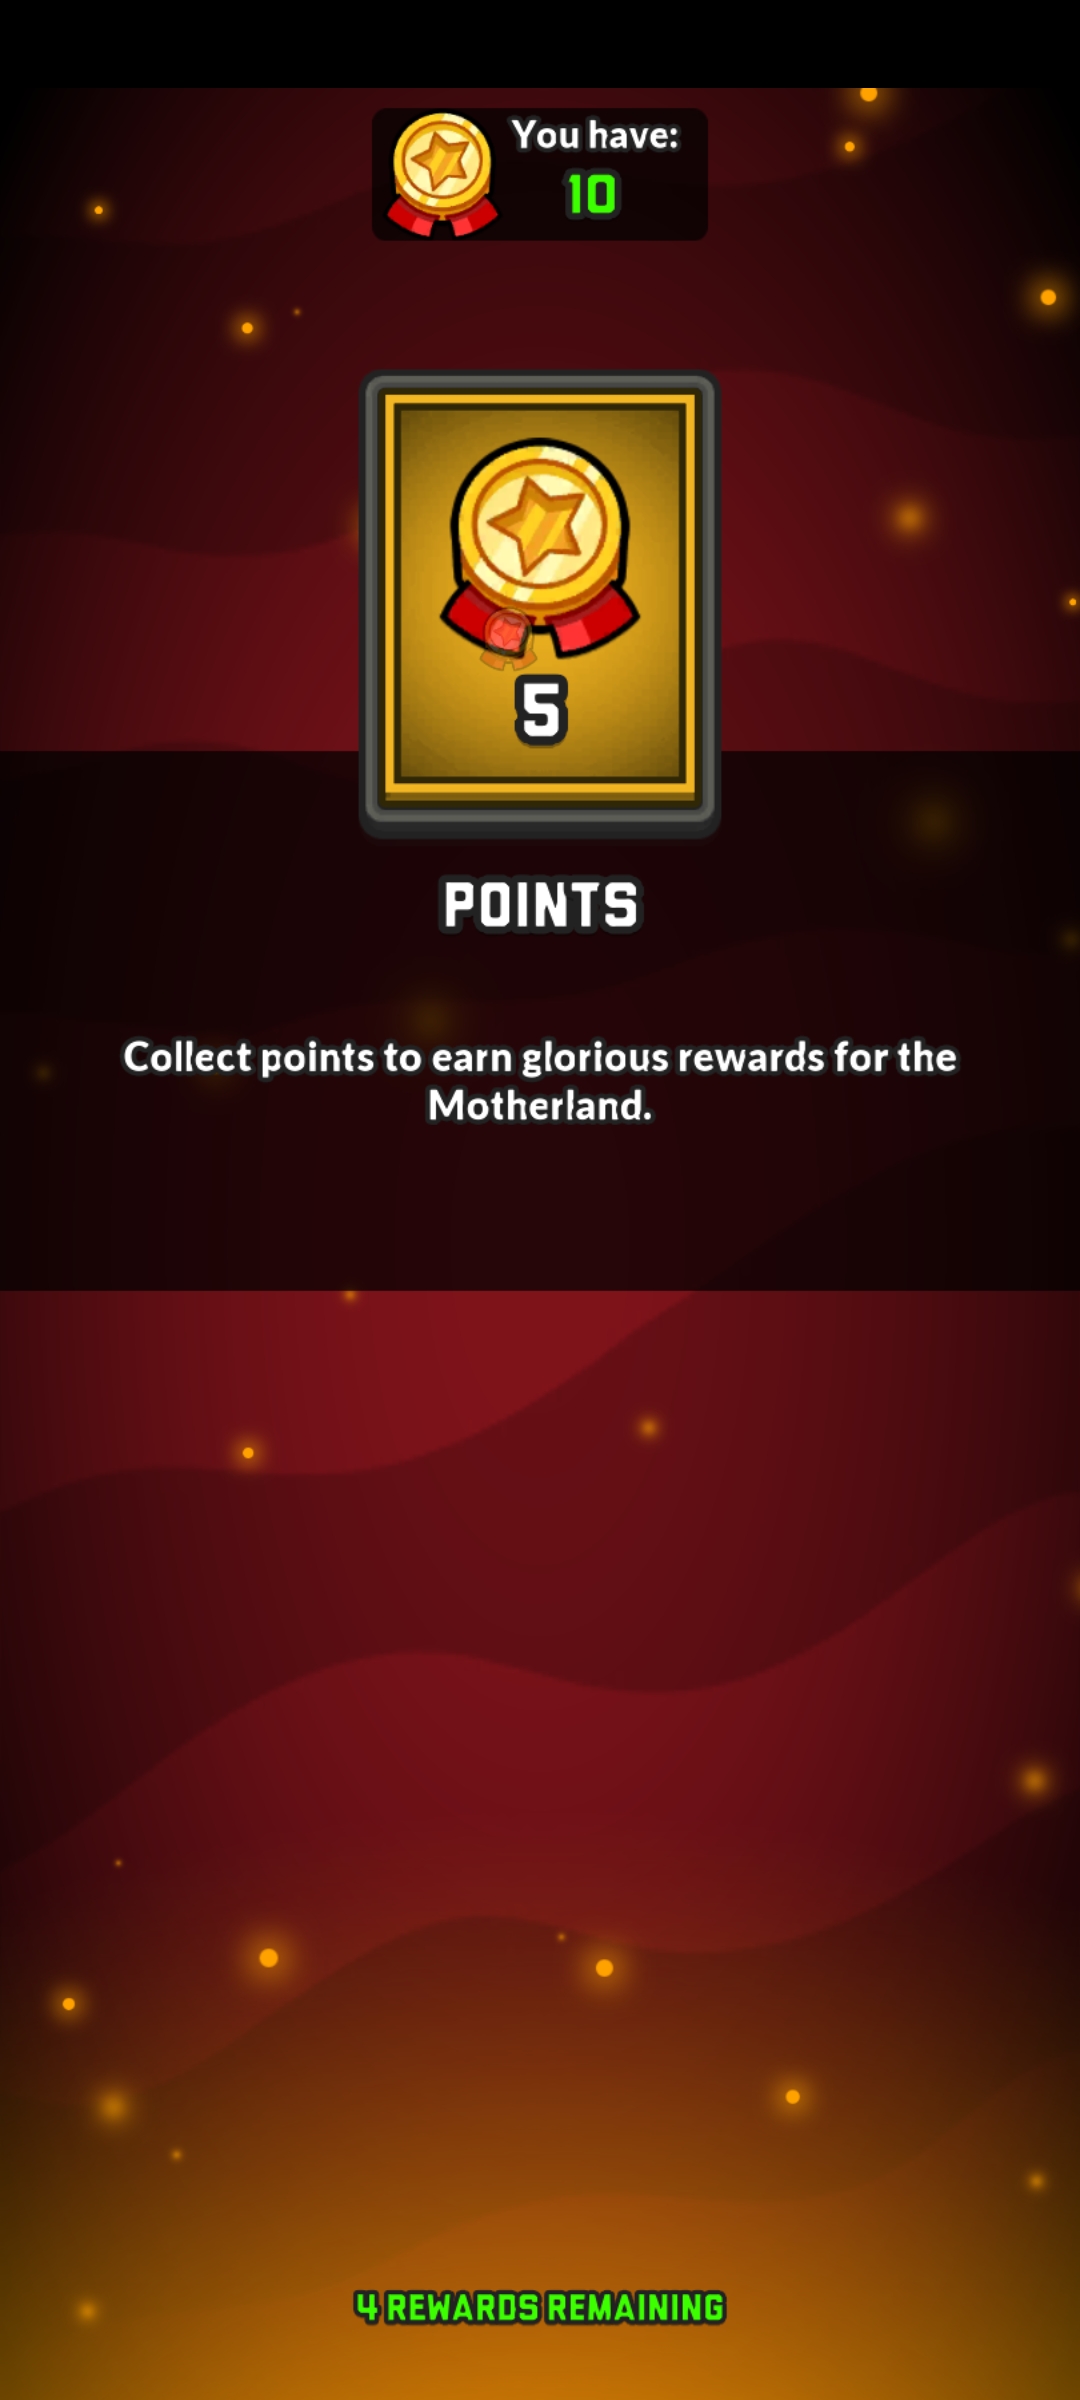 You have:
10
5
POINTS
Collect points to earn glorious rewards for the
Motherland.
4 REWARDS REMAINING